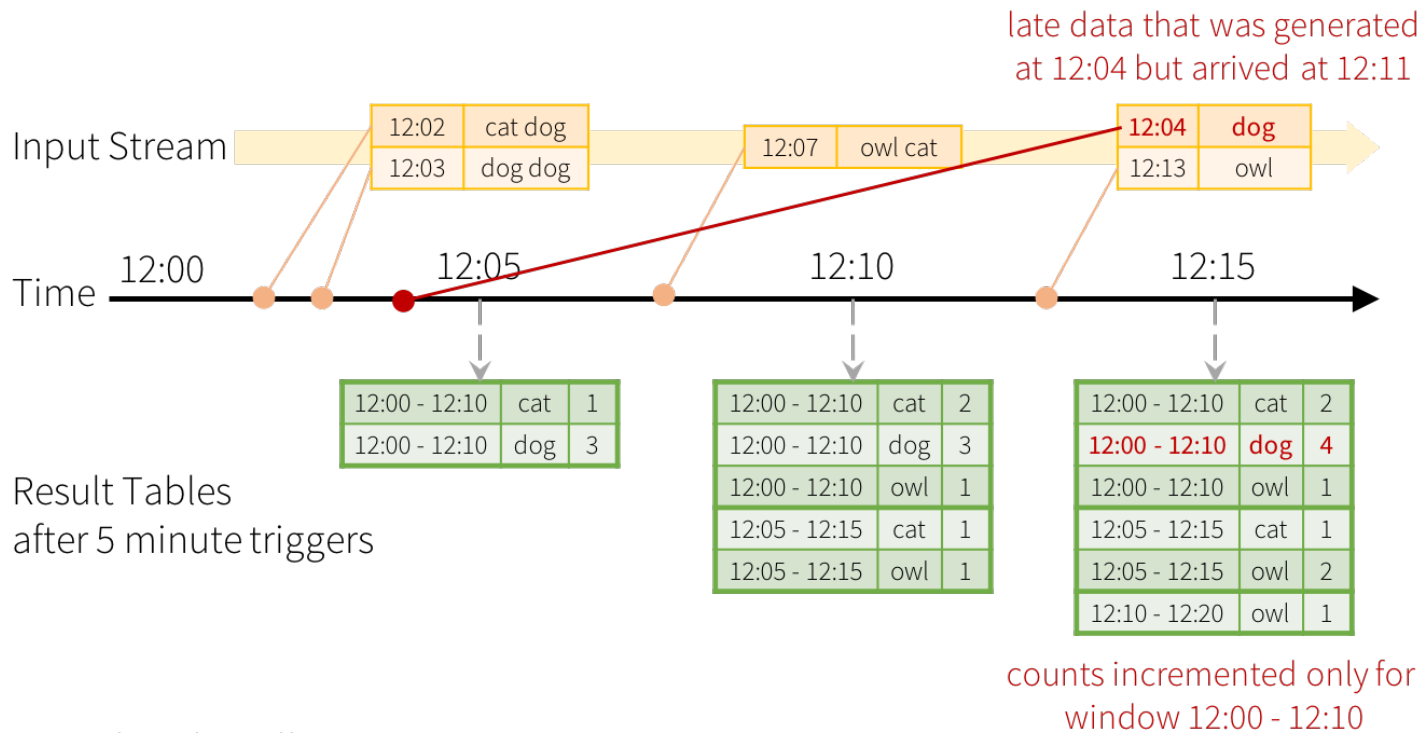 late data that was generated
at 12:04 but arrived at 12:11
Input Stream
12:02 cat dog
12:03 dog dog
12:07 owl cat
12:04 dog
12:13 owl
Time
12:00
12:05
12:10
12:15
Result Tables
after 5 minute triggers
12:00 - 12:10 cat 1
12:00 - 12:10 dog 3
12:00 - 12:10 cat 2
12:00 - 12:10 dog 3
12:00 - 12:10 owl 1
12:05 - 12:15 cat 1
12:05 - 12:15 owl 1
12:00 - 12:10 cat 2
12:00 - 12:10 dog 4
12:00 - 12:10 owl 1
12:05 - 12:15 cat 1
12:05 - 12:15 owl 2
12:10 - 12:20 owl 1
counts incremented only for
window 12:00 - 12:10